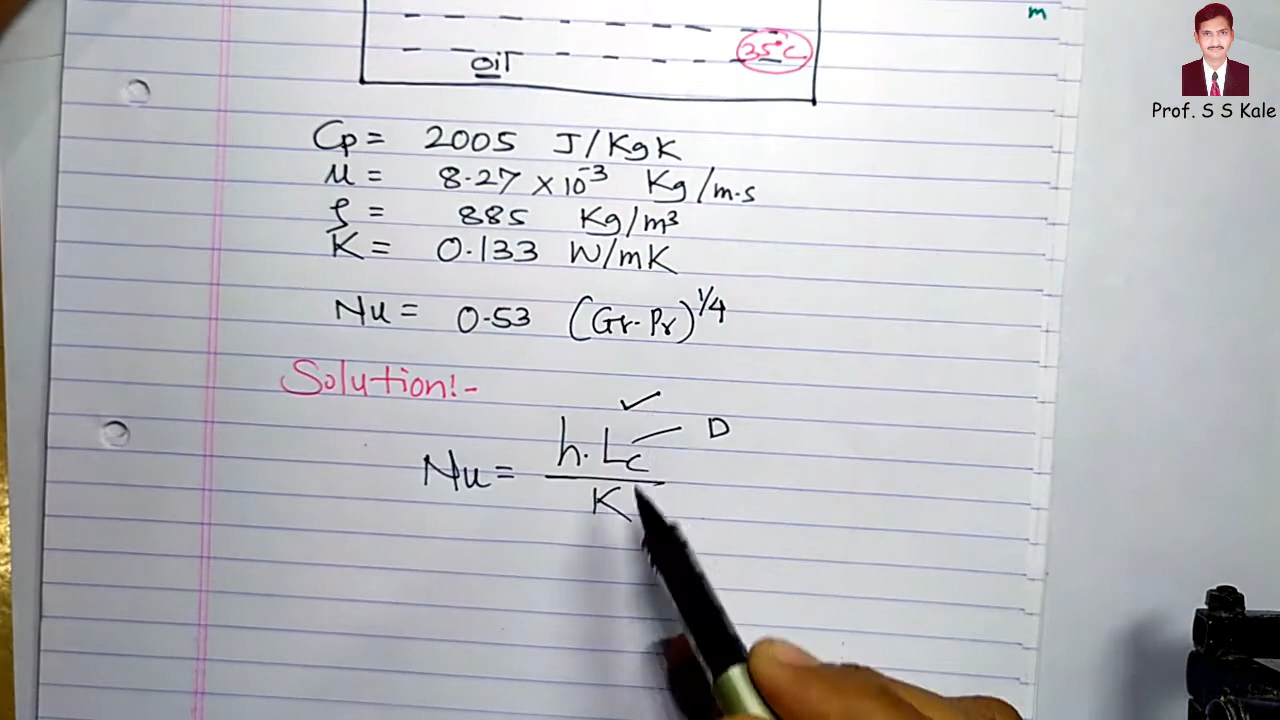 m
35°C
oil
Cp = 2005 J/KgK
μ = 8.27 × 10⁻³ Kg/m·s
ρ = 885 Kg/m³
K = 0.133 W/mK
Nu = 0.53 (Gr·Pr)^1/4
Solution:-
Nu = h·Lc / K
D
Prof. S S Kale